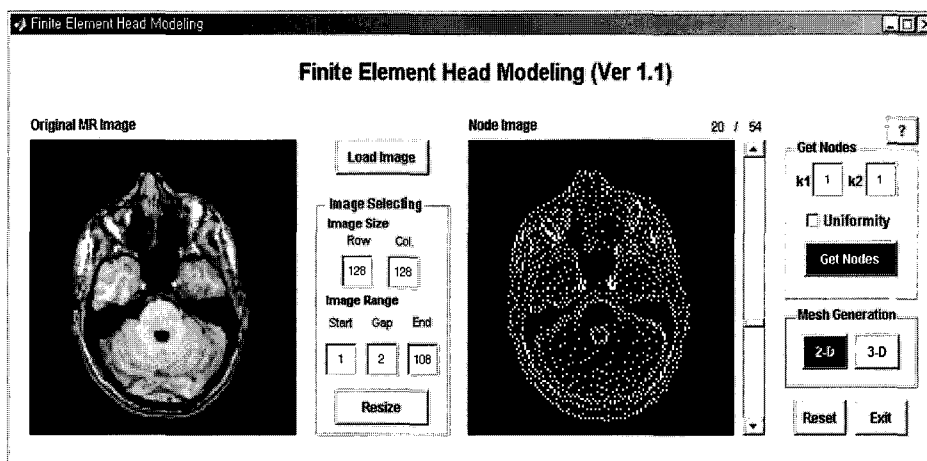 Finite Element Head Modeling
Finite Element Head Modeling (Ver 1.1)
Original MR Image
Load Image
Image Selecting
Image Size
Row Col.
128 128
Image Range
Start Gap End
1 2 108
Resize
Node Image 20 / 54
?
Get Nodes
k1 1 k2 1
Uniformity
Get Nodes
Mesh Generation
2-D 3-D
Reset Exit